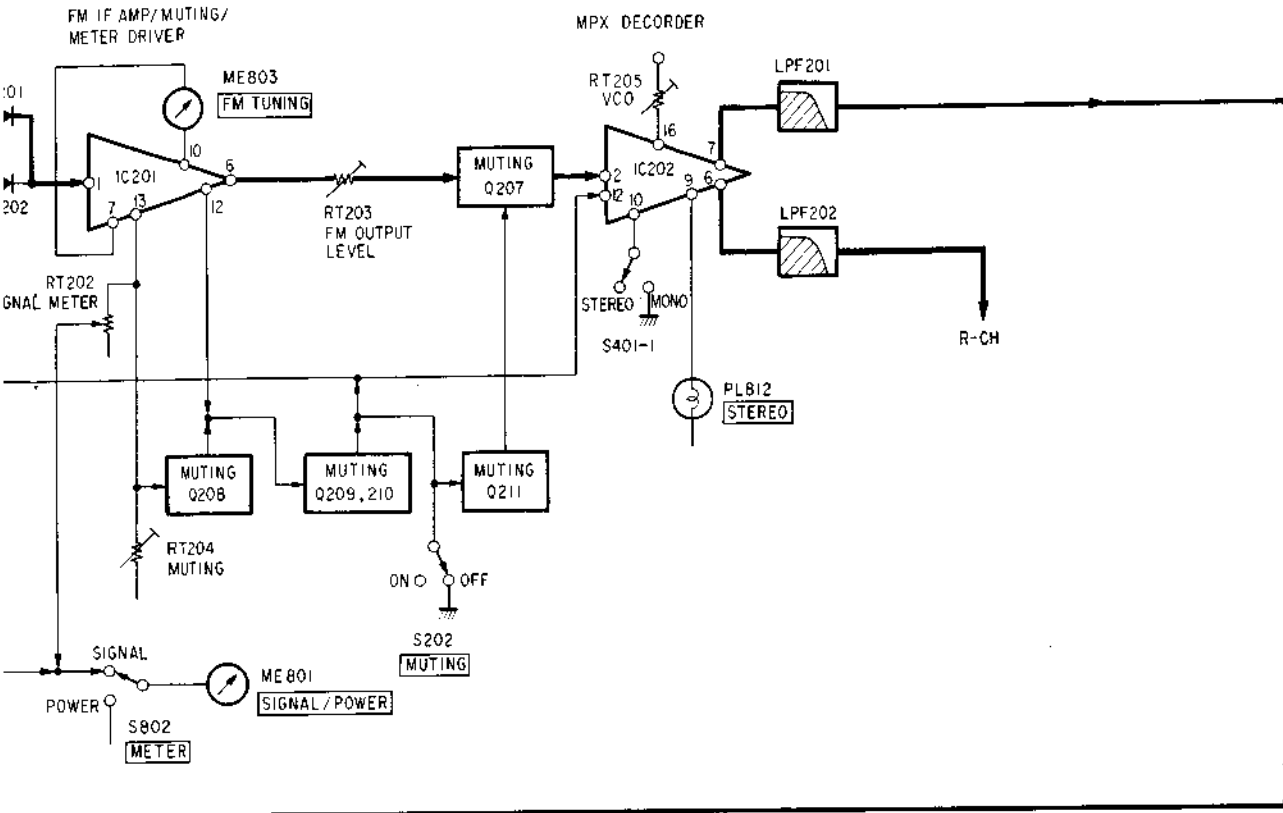 FM IF AMP/MUTING/
METER DRIVER
MPX DECORDER
ME803
FM TUNING
RT205
VCO
LPF201
201
202
1
IC201
10
6
7
13
12
RT203
FM OUTPUT
LEVEL
MUTING
Q207
16
2
12
IC202
10
9
7
6
LPF202
RT202
GNAL METER
STEREO
MONO
S401-1
R-CH
PL812
STEREO
MUTING
Q208
MUTING
Q209,210
MUTING
Q211
RT204
MUTING
ON
OFF
S202
MUTING
SIGNAL
POWER
S802
METER
ME801
SIGNAL/POWER